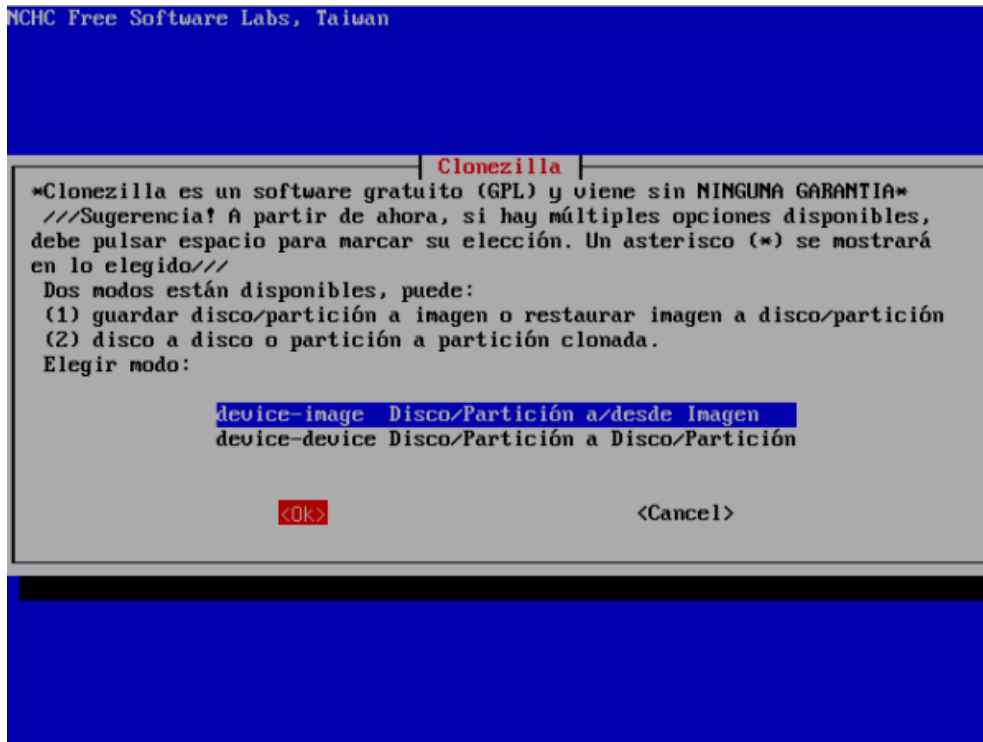 NCHC Free Software Labs, Taiwan
Clonezilla
*Clonezilla es un software gratuito (GPL) y viene sin NINGUNA GARANTIA*
///Sugerencia! A partir de ahora, si hay múltiples opciones disponibles,
debe pulsar espacio para marcar su elección. Un asterisco (*) se mostrará
en lo elegido///
Dos modos están disponibles, puede:
(1) guardar disco/partición a imagen o restaurar imagen a disco/partición
(2) disco a disco o partición a partición clonada.
Elegir modo:
device-image Disco/Partición a/desde Imagen
device-device Disco/Partición a Disco/Partición
<Ok> <Cancel>